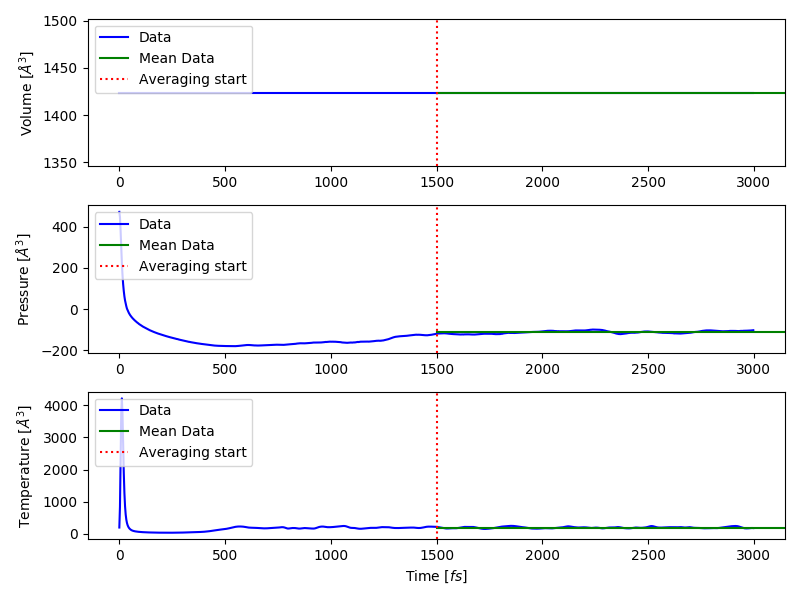 1500
1450
1400
1350
Volume [Å³]
Data
Mean Data
Averaging start
0 500 1000 1500 2000 2500 3000
400
200
0
−200
Pressure [Å³]
Data
Mean Data
Averaging start
0 500 1000 1500 2000 2500 3000
4000
3000
2000
1000
0
Temperature [Å³]
Data
Mean Data
Averaging start
0 500 1000 1500 2000 2500 3000
Time [fs]